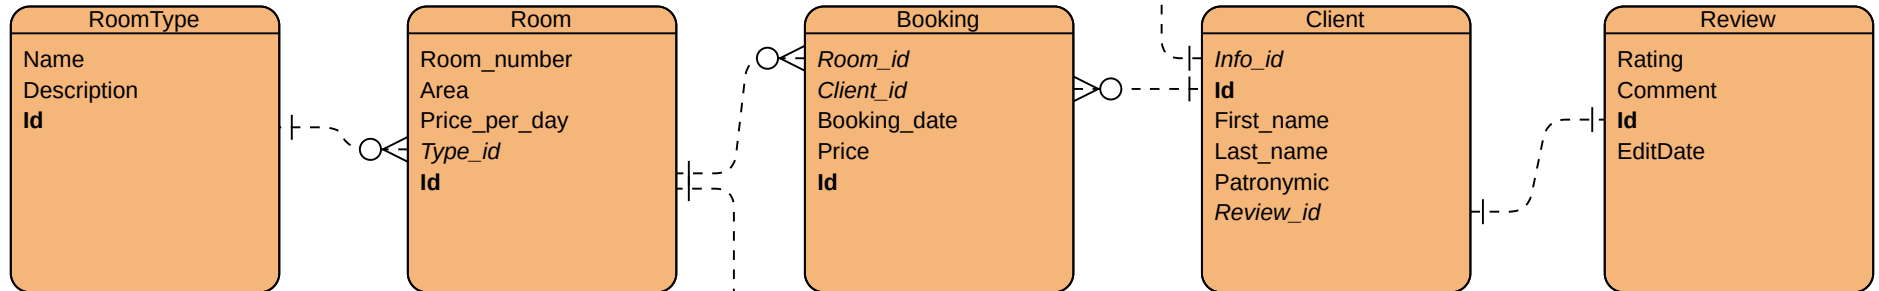 RoomType
Name
Description
Id
Room
Room_number
Area
Price_per_day
Type_id
Id
Booking
Room_id
Client_id
Booking_date
Price
Id
Client
Info_id
Id
First_name
Last_name
Patronymic
Review_id
Review
Rating
Comment
Id
EditDate